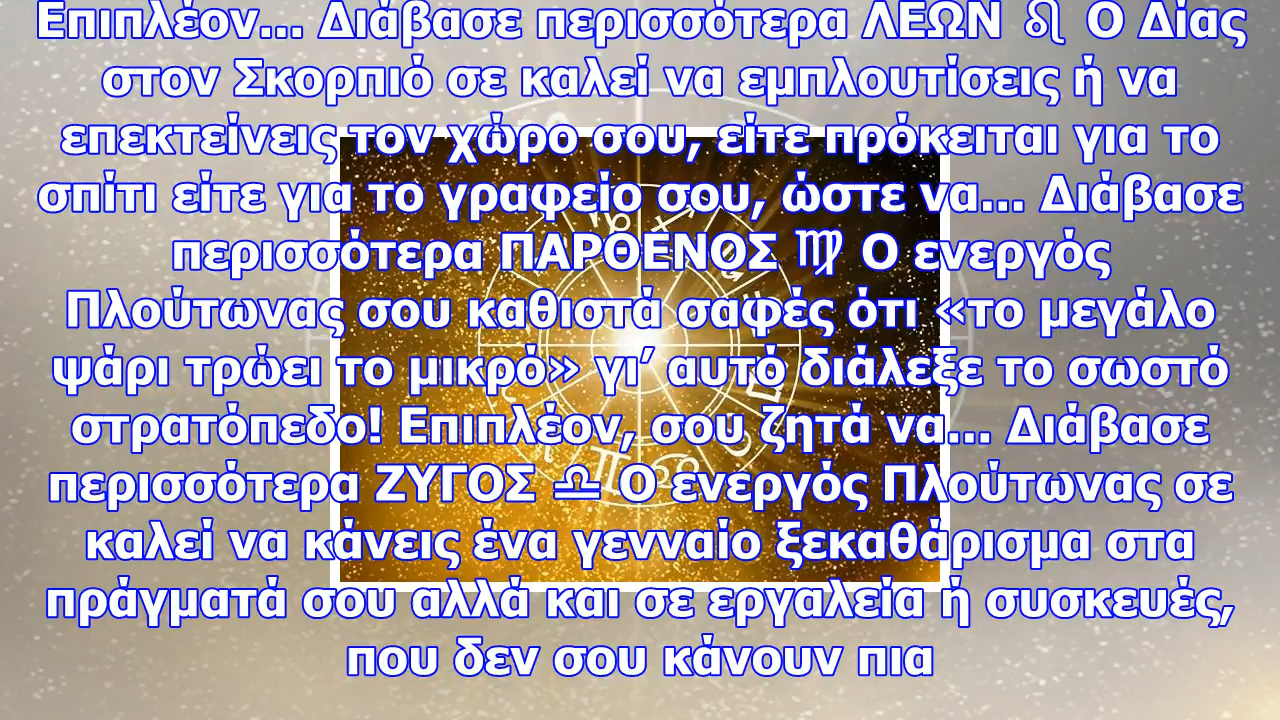 Επιπλέον... Διάβασε περισσότερα ΛΕΩΝ ♌ Ο Δίας
στον Σκορπιό σε καλεί να εμπλουτίσεις ή να
επεκτείνεις τον χώρο σου, είτε πρόκειται για το
σπίτι είτε για το γραφείο σου, ώστε να... Διάβασε
περισσότερα ΠΑΡΘΕΝΟΣ ♍ Ο ενεργός
Πλούτωνας σου καθιστά σαφές ότι «το μεγάλο
ψάρι τρώει το μικρό» γι΄ αυτό διάλεξε το σωστό
στρατόπεδο! Επιπλέον, σου ζητά να... Διάβασε
περισσότερα ΖΥΓΟΣ ♎ Ο ενεργός Πλούτωνας σε
καλεί να κάνεις ένα γενναίο ξεκαθάρισμα στα
πράγματά σου αλλά και σε εργαλεία ή συσκευές,
που δεν σου κάνουν πια